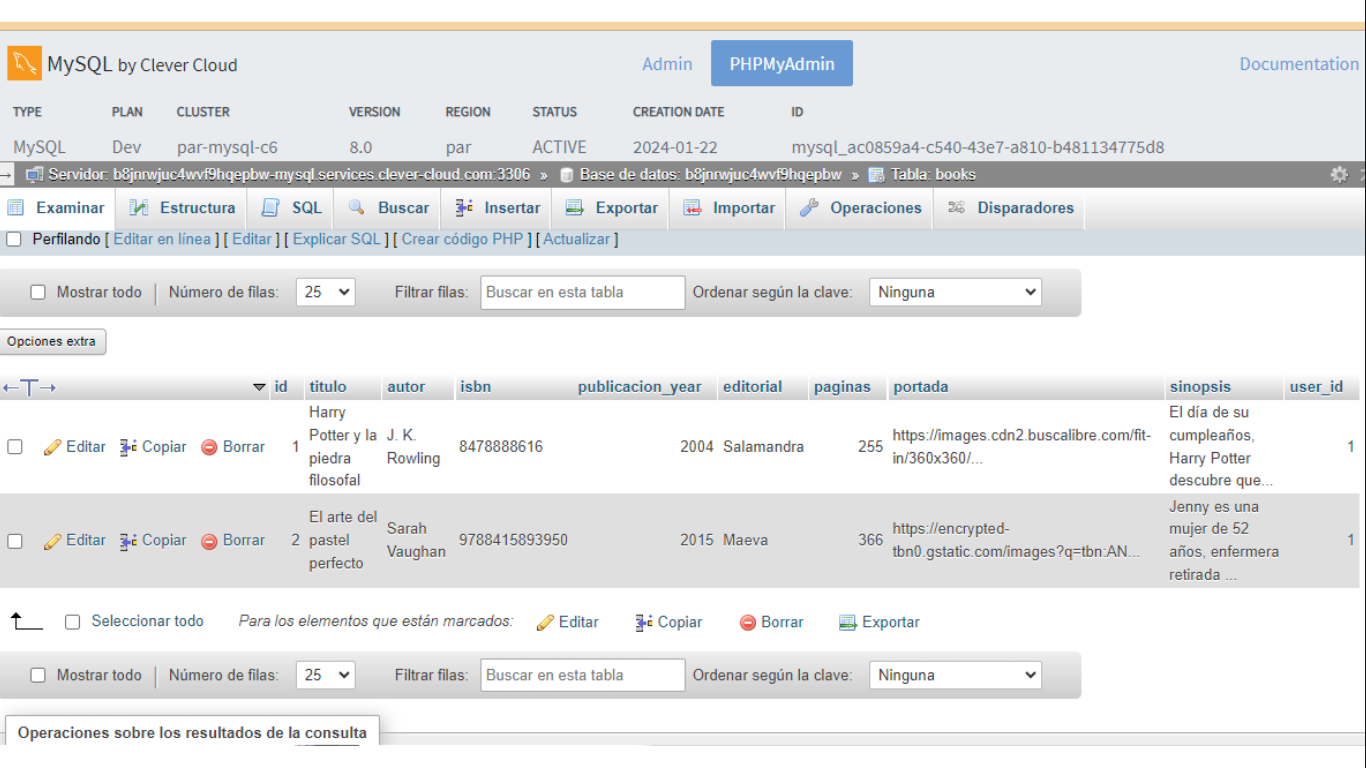 MySQL by Clever Cloud Admin PHPMyAdmin Documentation
TYPE PLAN CLUSTER VERSION REGION STATUS CREATION DATE ID
MySQL Dev par-mysql-c6 8.0 par ACTIVE 2024-01-22 mysql_ac0859a4-c540-43e7-a810-b481134775d8
Servidor: b8jnrwjuc4wvf9hqepbw-mysql.services.clever-cloud.com:3306 » Base de datos: b8jnrwjuc4wvf9hqepbw » Tabla: books
Examinar Estructura SQL Buscar Insertar Exportar Importar Operaciones Disparadores
Perfilando [ Editar en línea ] [ Editar ] [ Explicar SQL ] [ Crear código PHP ] [ Actualizar ]
Mostrar todo | Número de filas: 25 Filtrar filas: Buscar en esta tabla Ordenar según la clave: Ninguna
Opciones extra
←T→ id titulo autor isbn publicacion_year editorial paginas portada sinopsis user_id
Editar Copiar Borrar 1
Harry
Potter y la
piedra
filosofal
J. K.
Rowling
8478888616 2004 Salamandra 255
https://images.cdn2.buscalibre.com/fit-
in/360x360/...
El día de su
cumpleaños,
Harry Potter
descubre que...
1
Editar Copiar Borrar 2
El arte del
pastel
perfecto
Sarah
Vaughan
9788415893950 2015 Maeva 366
https://encrypted-
tbn0.gstatic.com/images?q=tbn:AN...
Jenny es una
mujer de 52
años, enfermera
retirada ...
1
Seleccionar todo Para los elementos que están marcados: Editar Copiar Borrar Exportar
Mostrar todo | Número de filas: 25 Filtrar filas: Buscar en esta tabla Ordenar según la clave: Ninguna
Operaciones sobre los resultados de la consulta